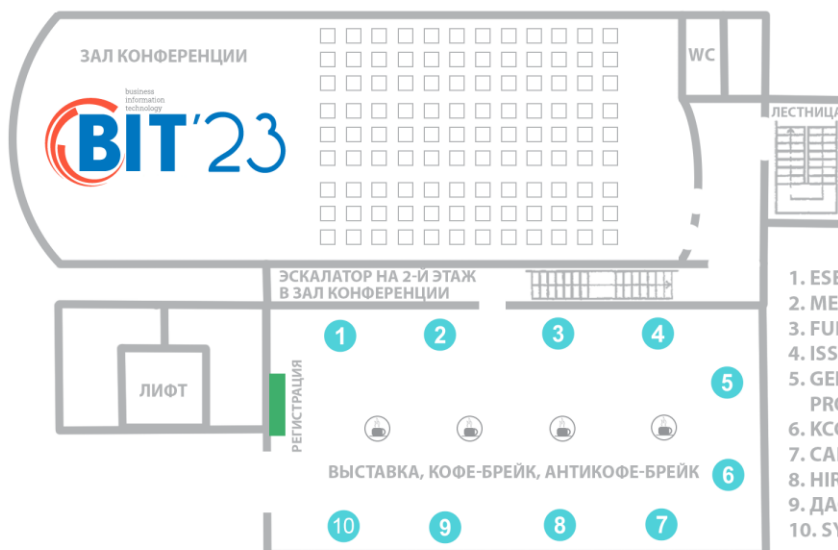 ЗАЛ КОНФЕРЕНЦИИ
WC
business
information
technology
BIT'23
ЛЕСТНИЦА
ЭСКАЛАТОР НА 2-Й ЭТАЖ
В ЗАЛ КОНФЕРЕНЦИИ
1
2
3
4
5
ЛИФТ
РЕГИСТРАЦИЯ
ВЫСТАВКА, КОФЕ-БРЕЙК, АНТИКОФЕ-БРЕЙК
6
10
9
8
7
1.
2.
3.
4. ISS
5.
6.
7.
8.
9.
10.